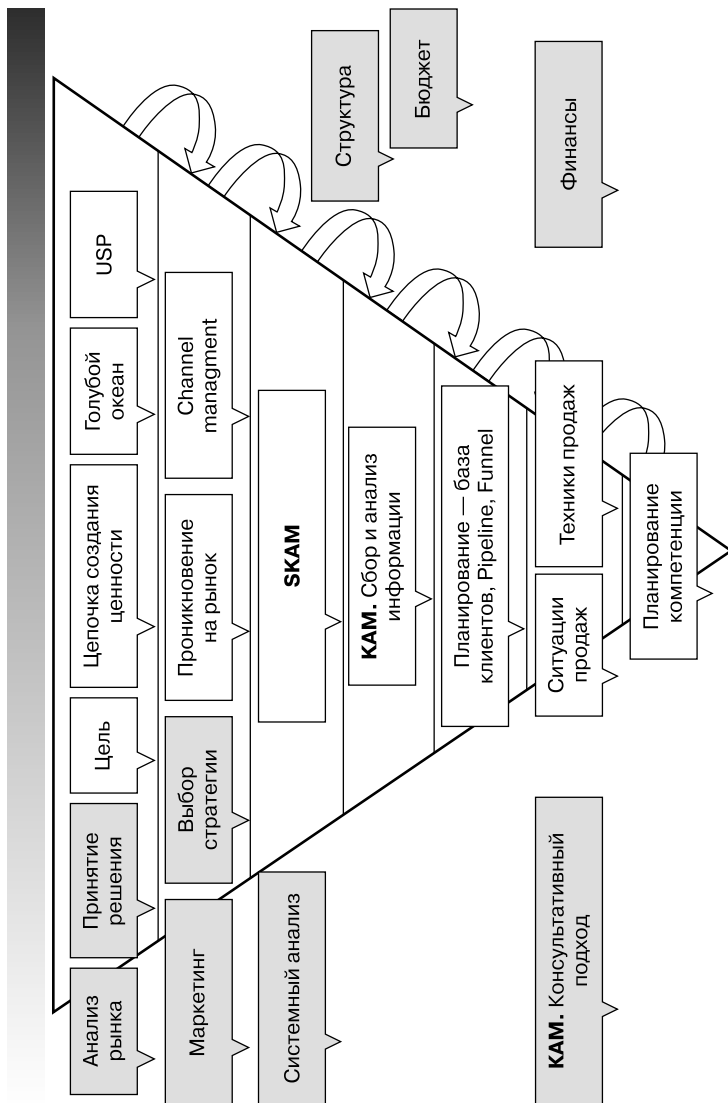 Анализ
рынка
Принятие
решения
Цель
Цепочка создания
ценности
Голубой
океан
USP
Маркетинг
Выбор
стратегии
Проникновение
на рынок
Channel
managment
Структура
Бюджет
Системный анализ
SKAM
КАМ. Сбор и анализ
информации
Планирование — база
клиентов, Pipeline, Funnel
КАМ. Консультативный
подход
Ситуации
продаж
Техники продаж
Финансы
Планирование
компетенции